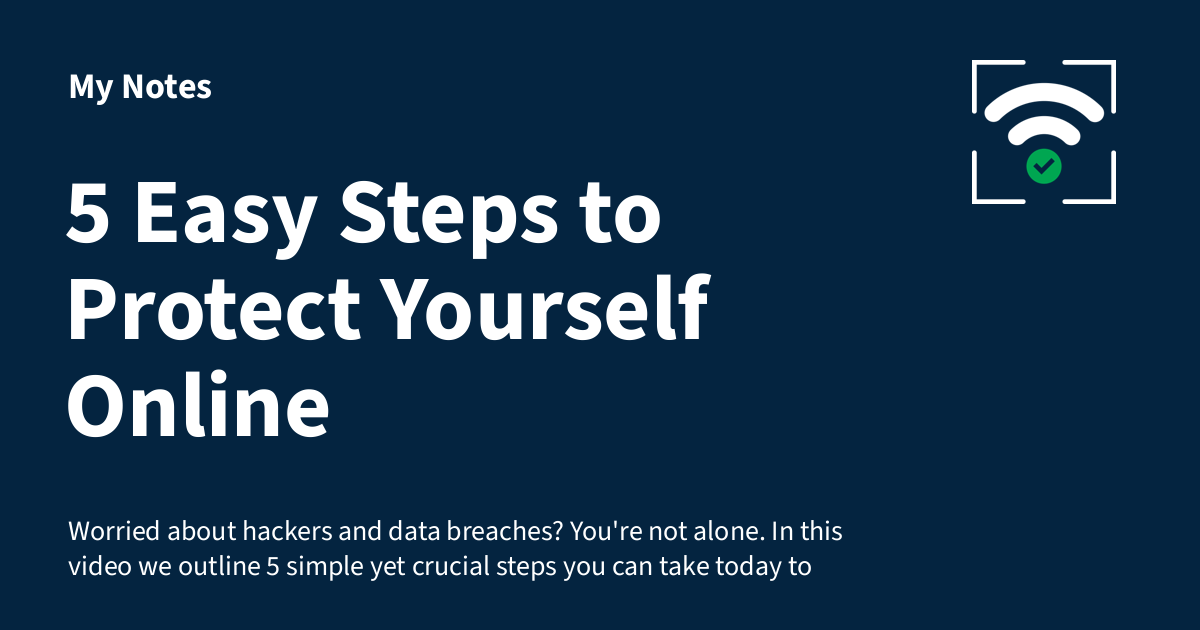 My Notes
5 Easy Steps to
Protect Yourself
Online
Worried about hackers and data breaches? You're not alone. In this
video we outline 5 simple yet crucial steps you can take today to